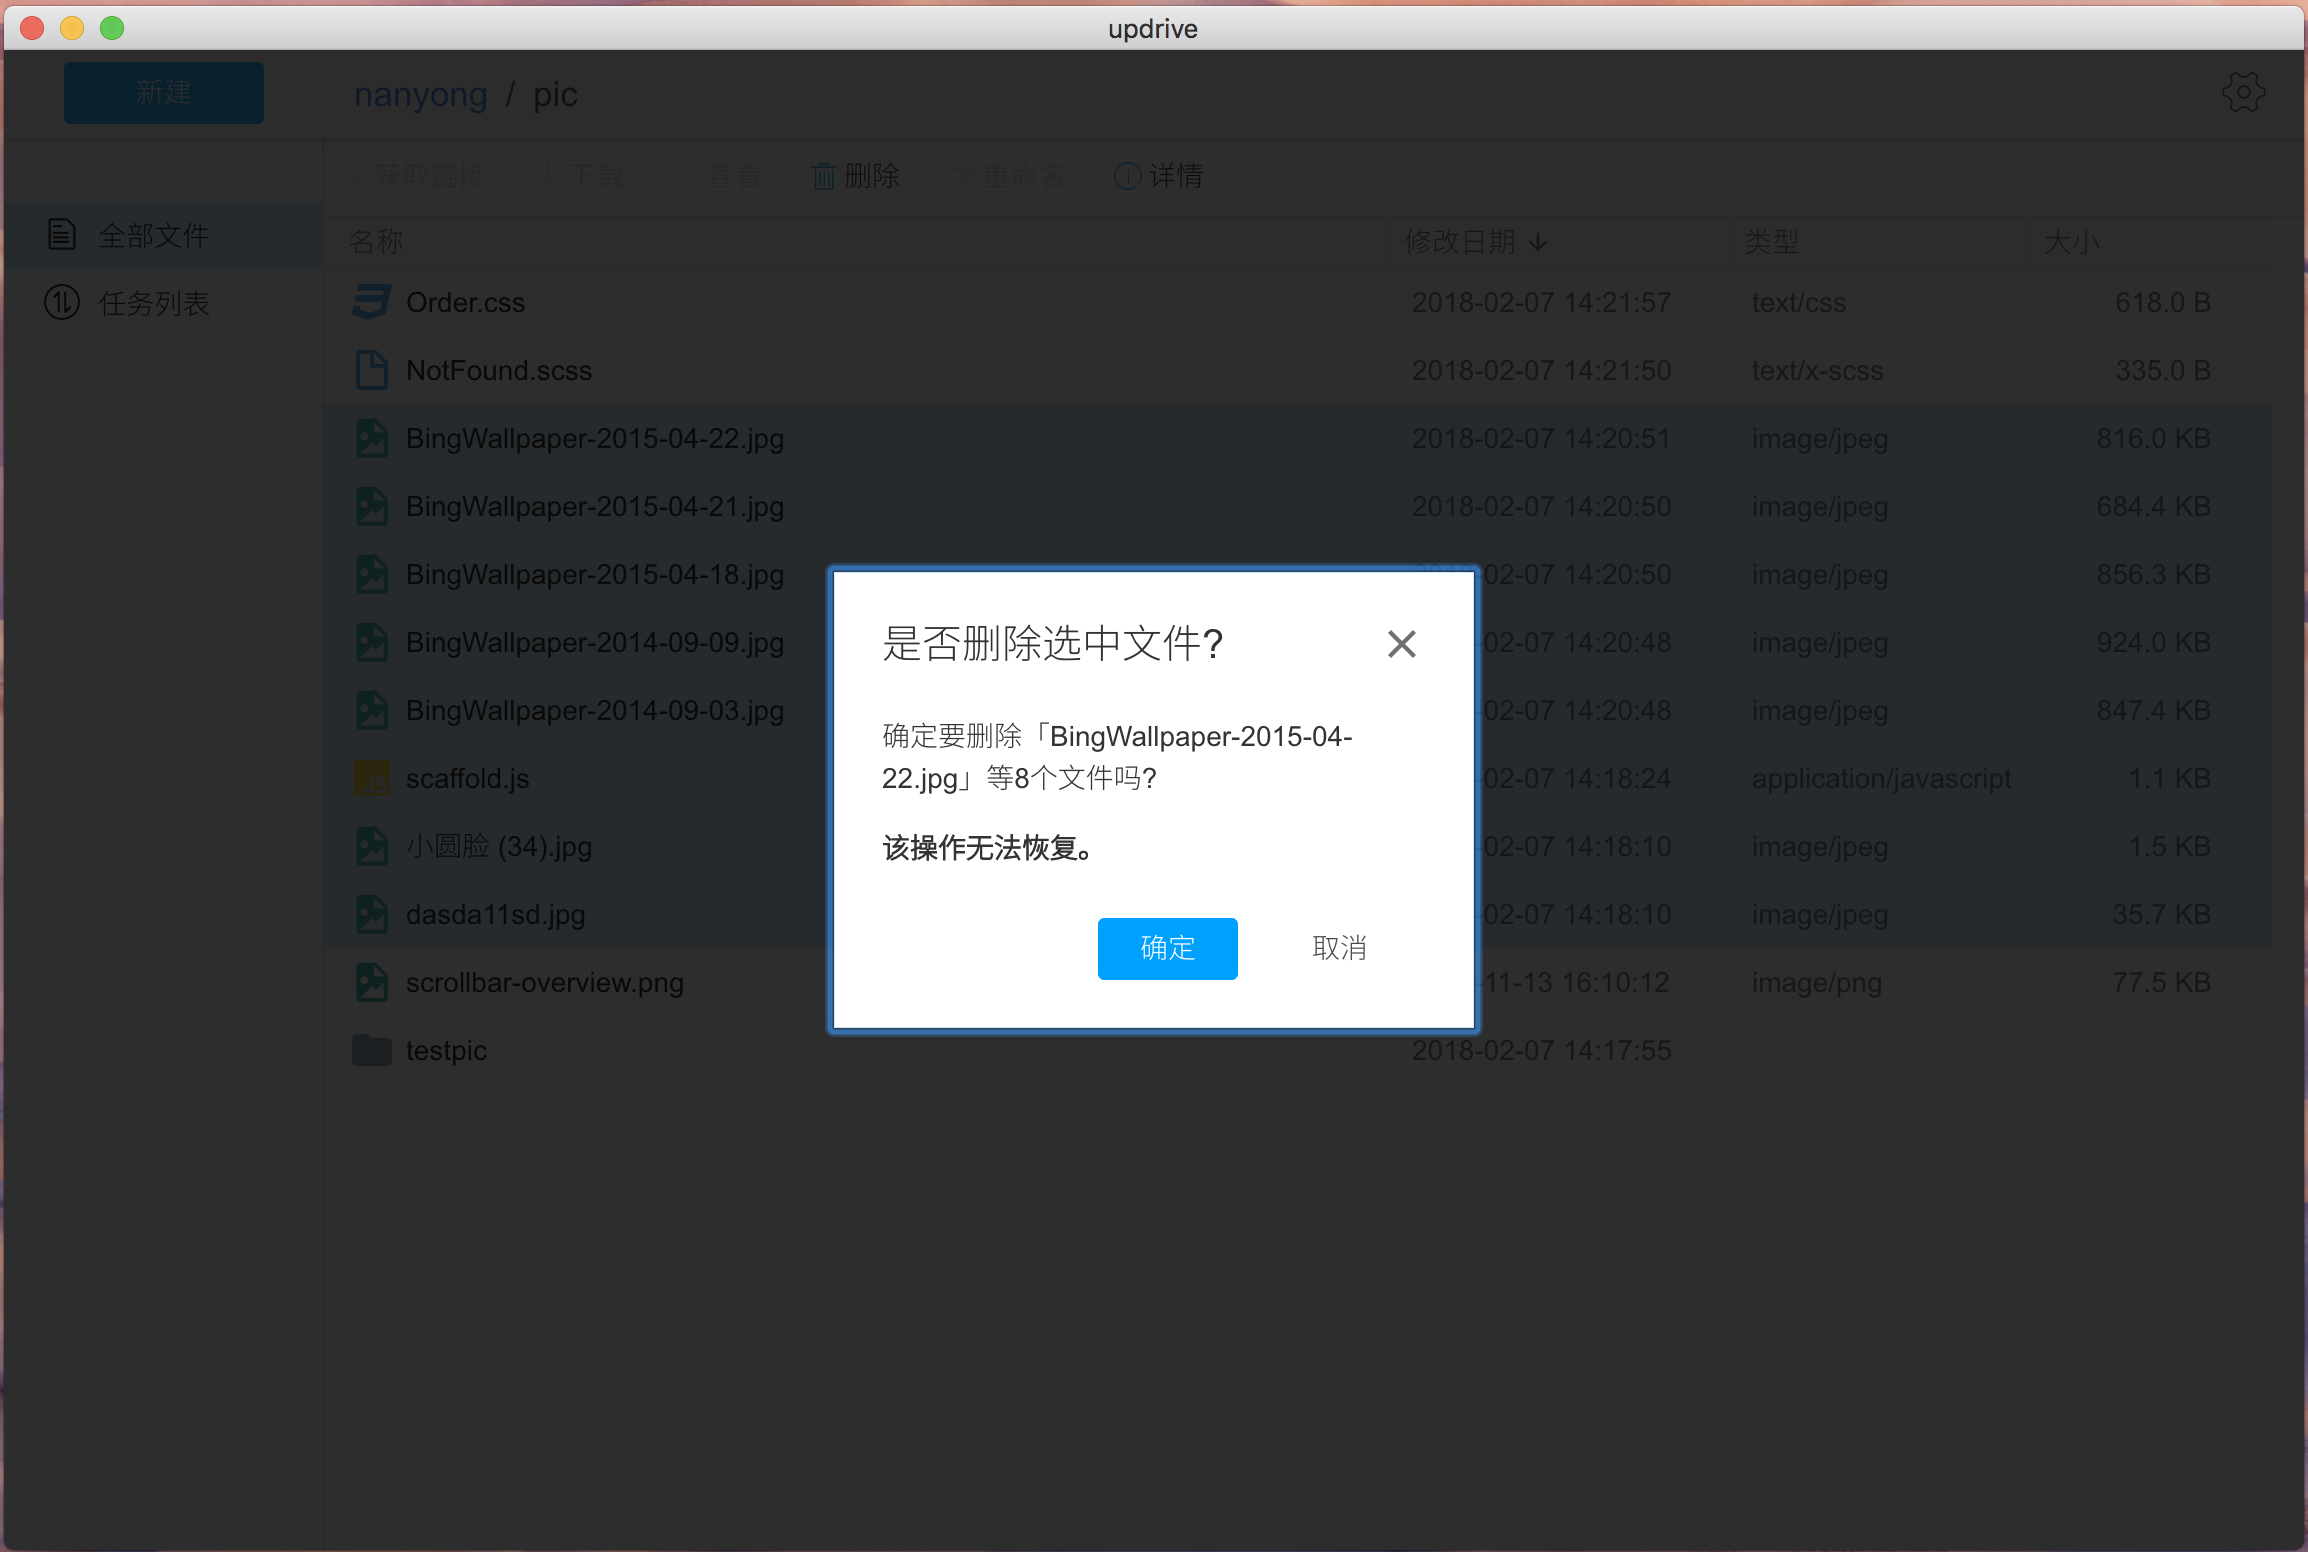 updrive
新建
nanyong / pic
获取链接 下载 查看 删除 重命名 详情
全部文件
任务列表
名称 修改日期 类型 大小
Order.css 2018-02-07 14:21:57 text/css 618.0 B
NotFound.scss 2018-02-07 14:21:50 text/x-scss 335.0 B
BingWallpaper-2015-04-22.jpg 2018-02-07 14:20:51 image/jpeg 816.0 KB
BingWallpaper-2015-04-21.jpg 2018-02-07 14:20:50 image/jpeg 684.4 KB
BingWallpaper-2015-04-18.jpg 02-07 14:20:50 image/jpeg 856.3 KB
BingWallpaper-2014-09-09.jpg 02-07 14:20:48 image/jpeg 924.0 KB
BingWallpaper-2014-09-03.jpg 02-07 14:20:48 image/jpeg 847.4 KB
JS scaffold.js 02-07 14:18:24 application/javascript 1.1 KB
小圆脸 (34).jpg 02-07 14:18:10 image/jpeg 1.5 KB
dasda11sd.jpg 02-07 14:18:10 image/jpeg 35.7 KB
scrollbar-overview.png 11-13 16:10:12 image/png 77.5 KB
testpic 2018-02-07 14:17:55
是否删除选中文件?
确定要删除「BingWallpaper-2015-04-
22.jpg」等8个文件吗?
该操作无法恢复。
确定 取消